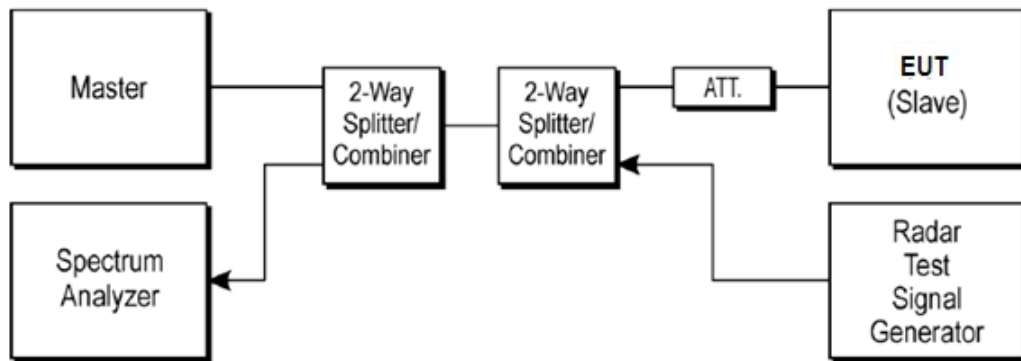 Master
2-Way
Splitter/
Combiner
2-Way
Splitter/
Combiner
ATT.
EUT
(Slave)
Spectrum
Analyzer
Radar
Test
Signal
Generator